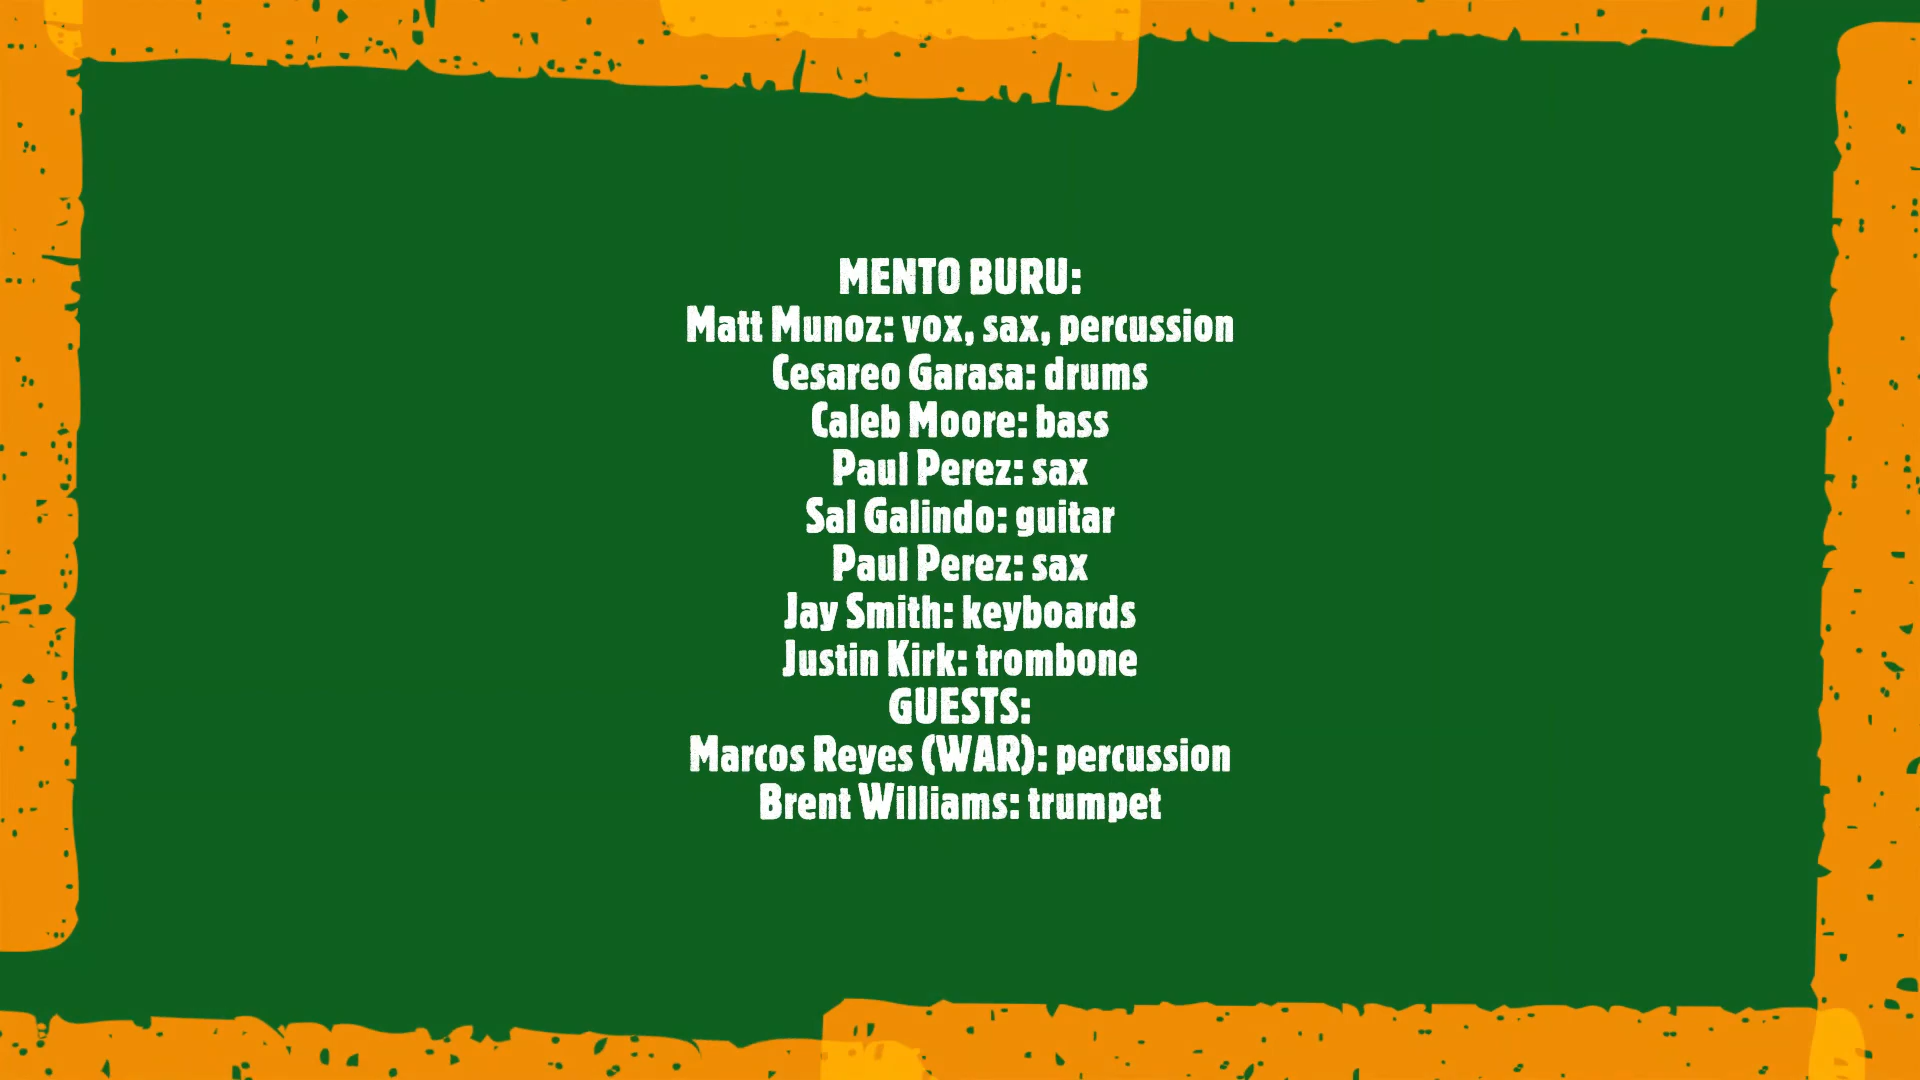 MENTO BURU:
Matt Munoz: vox, sax, percussion
Cesareo Garasa: drums
Caleb Moore: bass
Paul Perez: sax
Sal Galindo: guitar
Paul Perez: sax
Jay Smith: keyboards
Justin Kirk: trombone
GUESTS:
Marcos Reyes (WAR): percussion
Brent Williams: trumpet